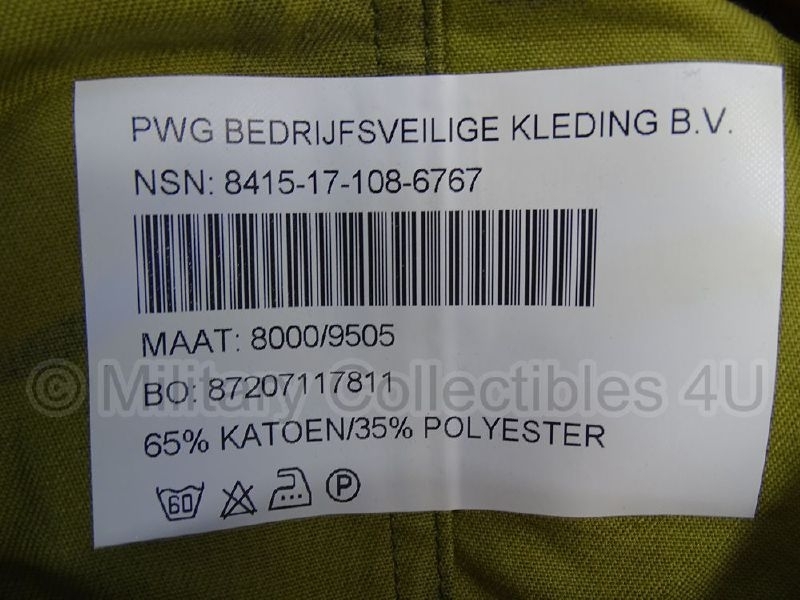 PWG BEDRIJFSVEILIGE KLEDING B.V.
NSN: 8415-17-108-6767
MAAT: 8000/9505
© Military Collectibles 4U
BO: 87207117811
65% KATOEN/35% POLYESTER
60 P